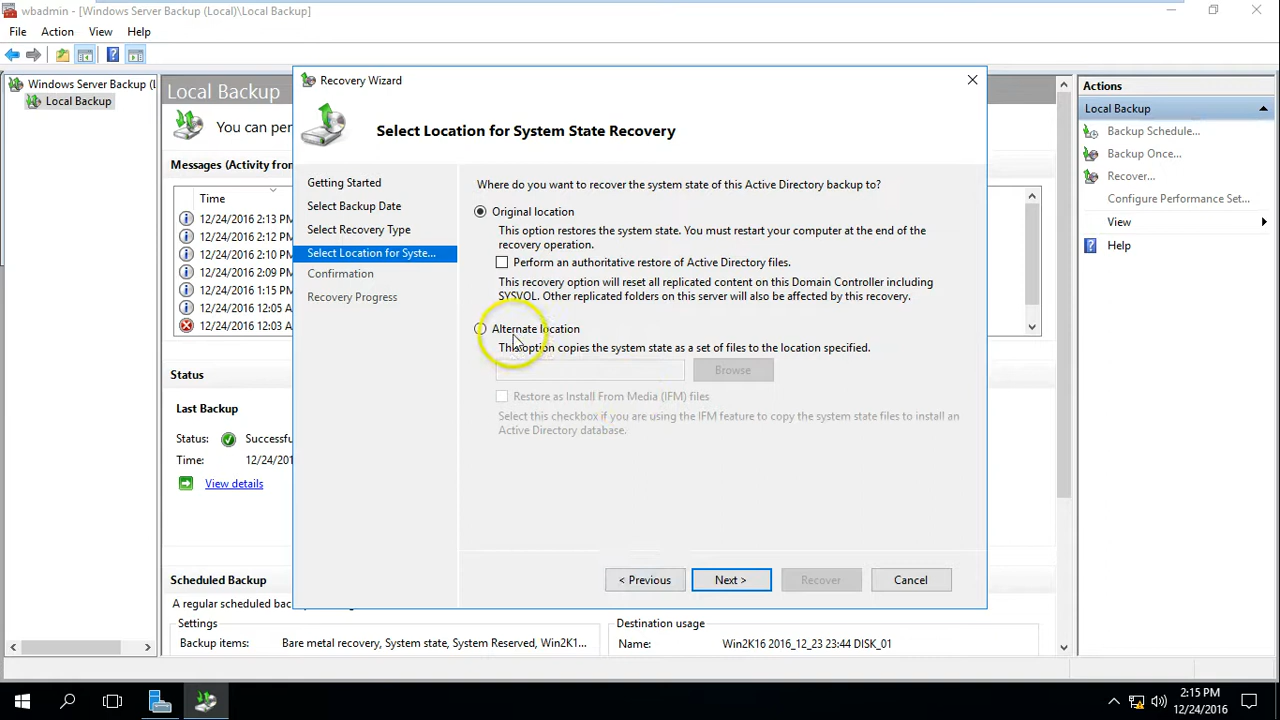 wbadmin - [Windows Server Backup (Local)\Local Backup]
File Action View Help
Windows Server Backup (L
Local Backup
Local Backup
You can per
Messages (Activity from
Time
12/24/2016 2:13 PM
12/24/2016 2:12 PM
12/24/2016 2:10 PM
12/24/2016 2:09 PM
12/24/2016 1:15 PM
12/24/2016 12:05 A
12/24/2016 12:03 A
Status
Last Backup
Status: Successfu
Time: 12/24/201
View details
Scheduled Backup
A regular scheduled bac
Settings
Backup items: Bare metal recovery, System state, System Reserved, Win2K1...
Destination usage
Name: Win2K16 2016_12_23 23:44 DISK_01
Recovery Wizard
Select Location for System State Recovery
Getting Started
Select Backup Date
Select Recovery Type
Select Location for Syste...
Confirmation
Recovery Progress
Where do you want to recover the system state of this Active Directory backup to?
Original location
This option restores the system state. You must restart your computer at the end of the
recovery operation.
Perform an authoritative restore of Active Directory files.
This recovery option will reset all replicated content on this Domain Controller including
SYSVOL. Other replicated folders on this server will also be affected by this recovery.
Alternate location
This option copies the system state as a set of files to the location specified.
Browse
Restore as Install From Media (IFM) files
Select this checkbox if you are using the IFM feature to copy the system state files to install an
Active Directory database.
< Previous Next > Recover Cancel
Actions
Local Backup
Backup Schedule...
Backup Once...
Recover...
Configure Performance Set...
View
Help
2:15 PM
12/24/2016